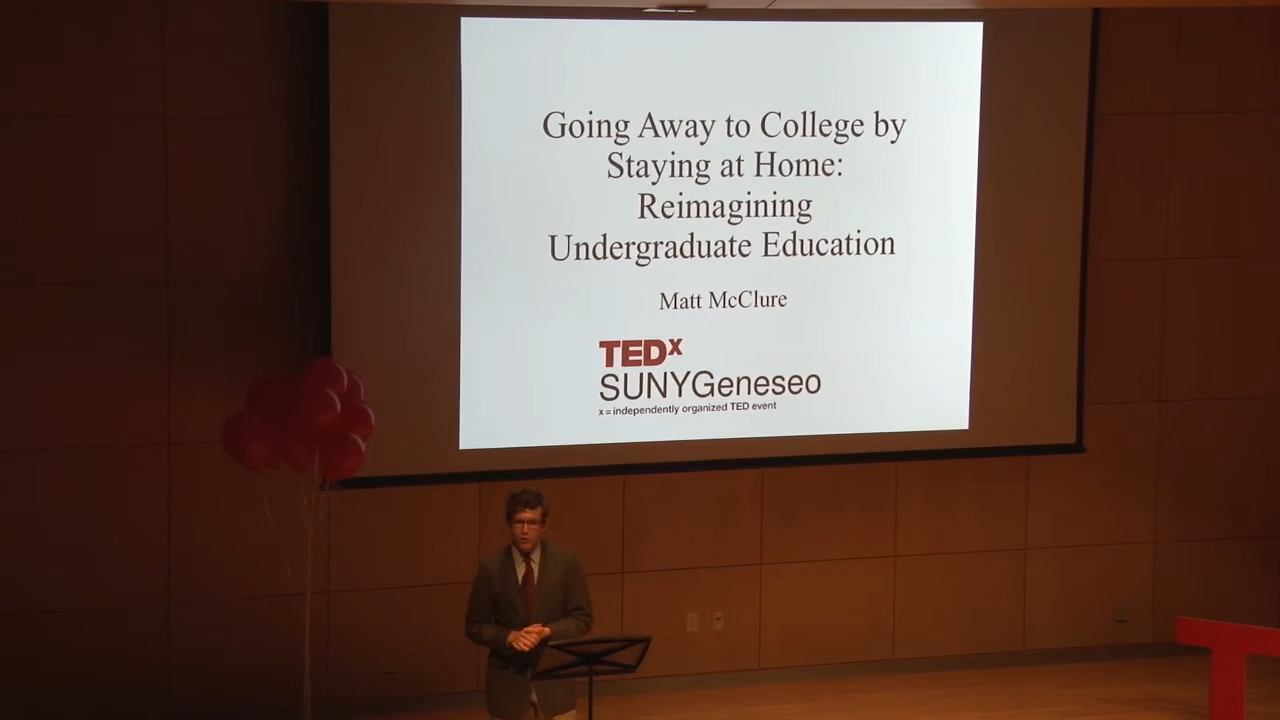 Going Away to College by
Staying at Home:
Reimagining
Undergraduate Education
Matt McClure
TEDx
SUNYGeneseo
x = independently organized TED event
T